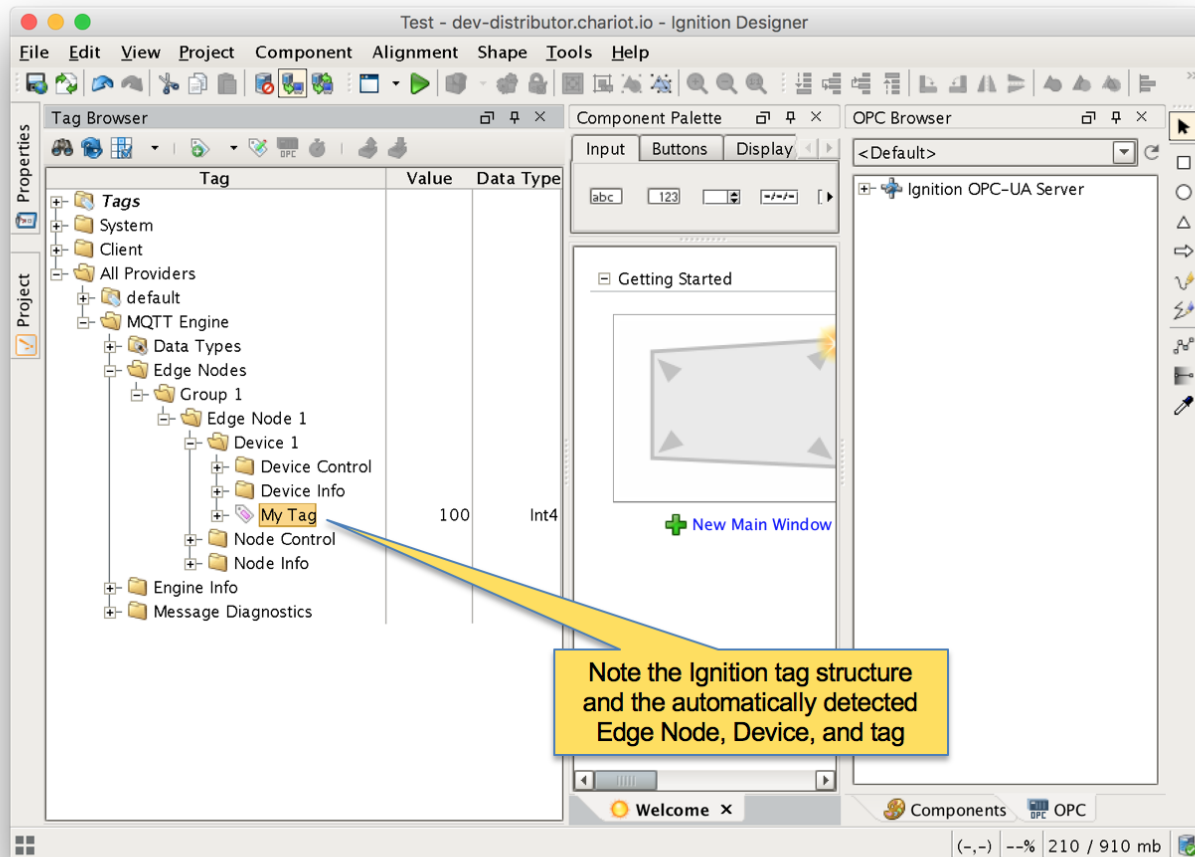 Test - dev-distributor.chariot.io - Ignition Designer
File Edit View Project Component Alignment Shape Tools Help
Properties
Project
Tag Browser
OPC
Tag Value Data Type
Tags
System
Client
All Providers
default
MQTT Engine
Data Types
Edge Nodes
Group 1
Edge Node 1
Device 1
Device Control
Device Info
My Tag 100 Int4
Node Control
Node Info
Engine Info
Message Diagnostics
Component Palette
Input Buttons Display
abc 123 -/-/-
Getting Started
New Main Window
Note the Ignition tag structure
and the automatically detected
Edge Node, Device, and tag
Welcome
OPC Browser
<Default>
Ignition OPC-UA Server
Components OPC OPC
(-,-) --% 210 / 910 mb